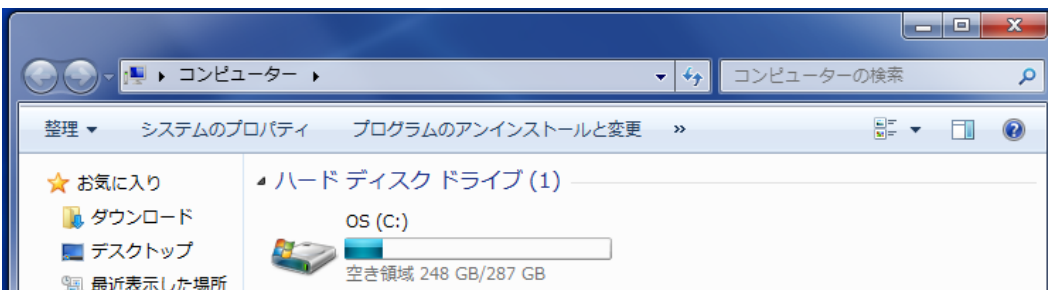 コンピューター
コンピューターの検索
整理 システムのプロパティ プログラムのアンインストールと変更 »
お気に入り
ダウンロード
デスクトップ
最近表示した場所
ハード ディスク ドライブ (1)
OS (C:)
空き領域 248 GB/287 GB